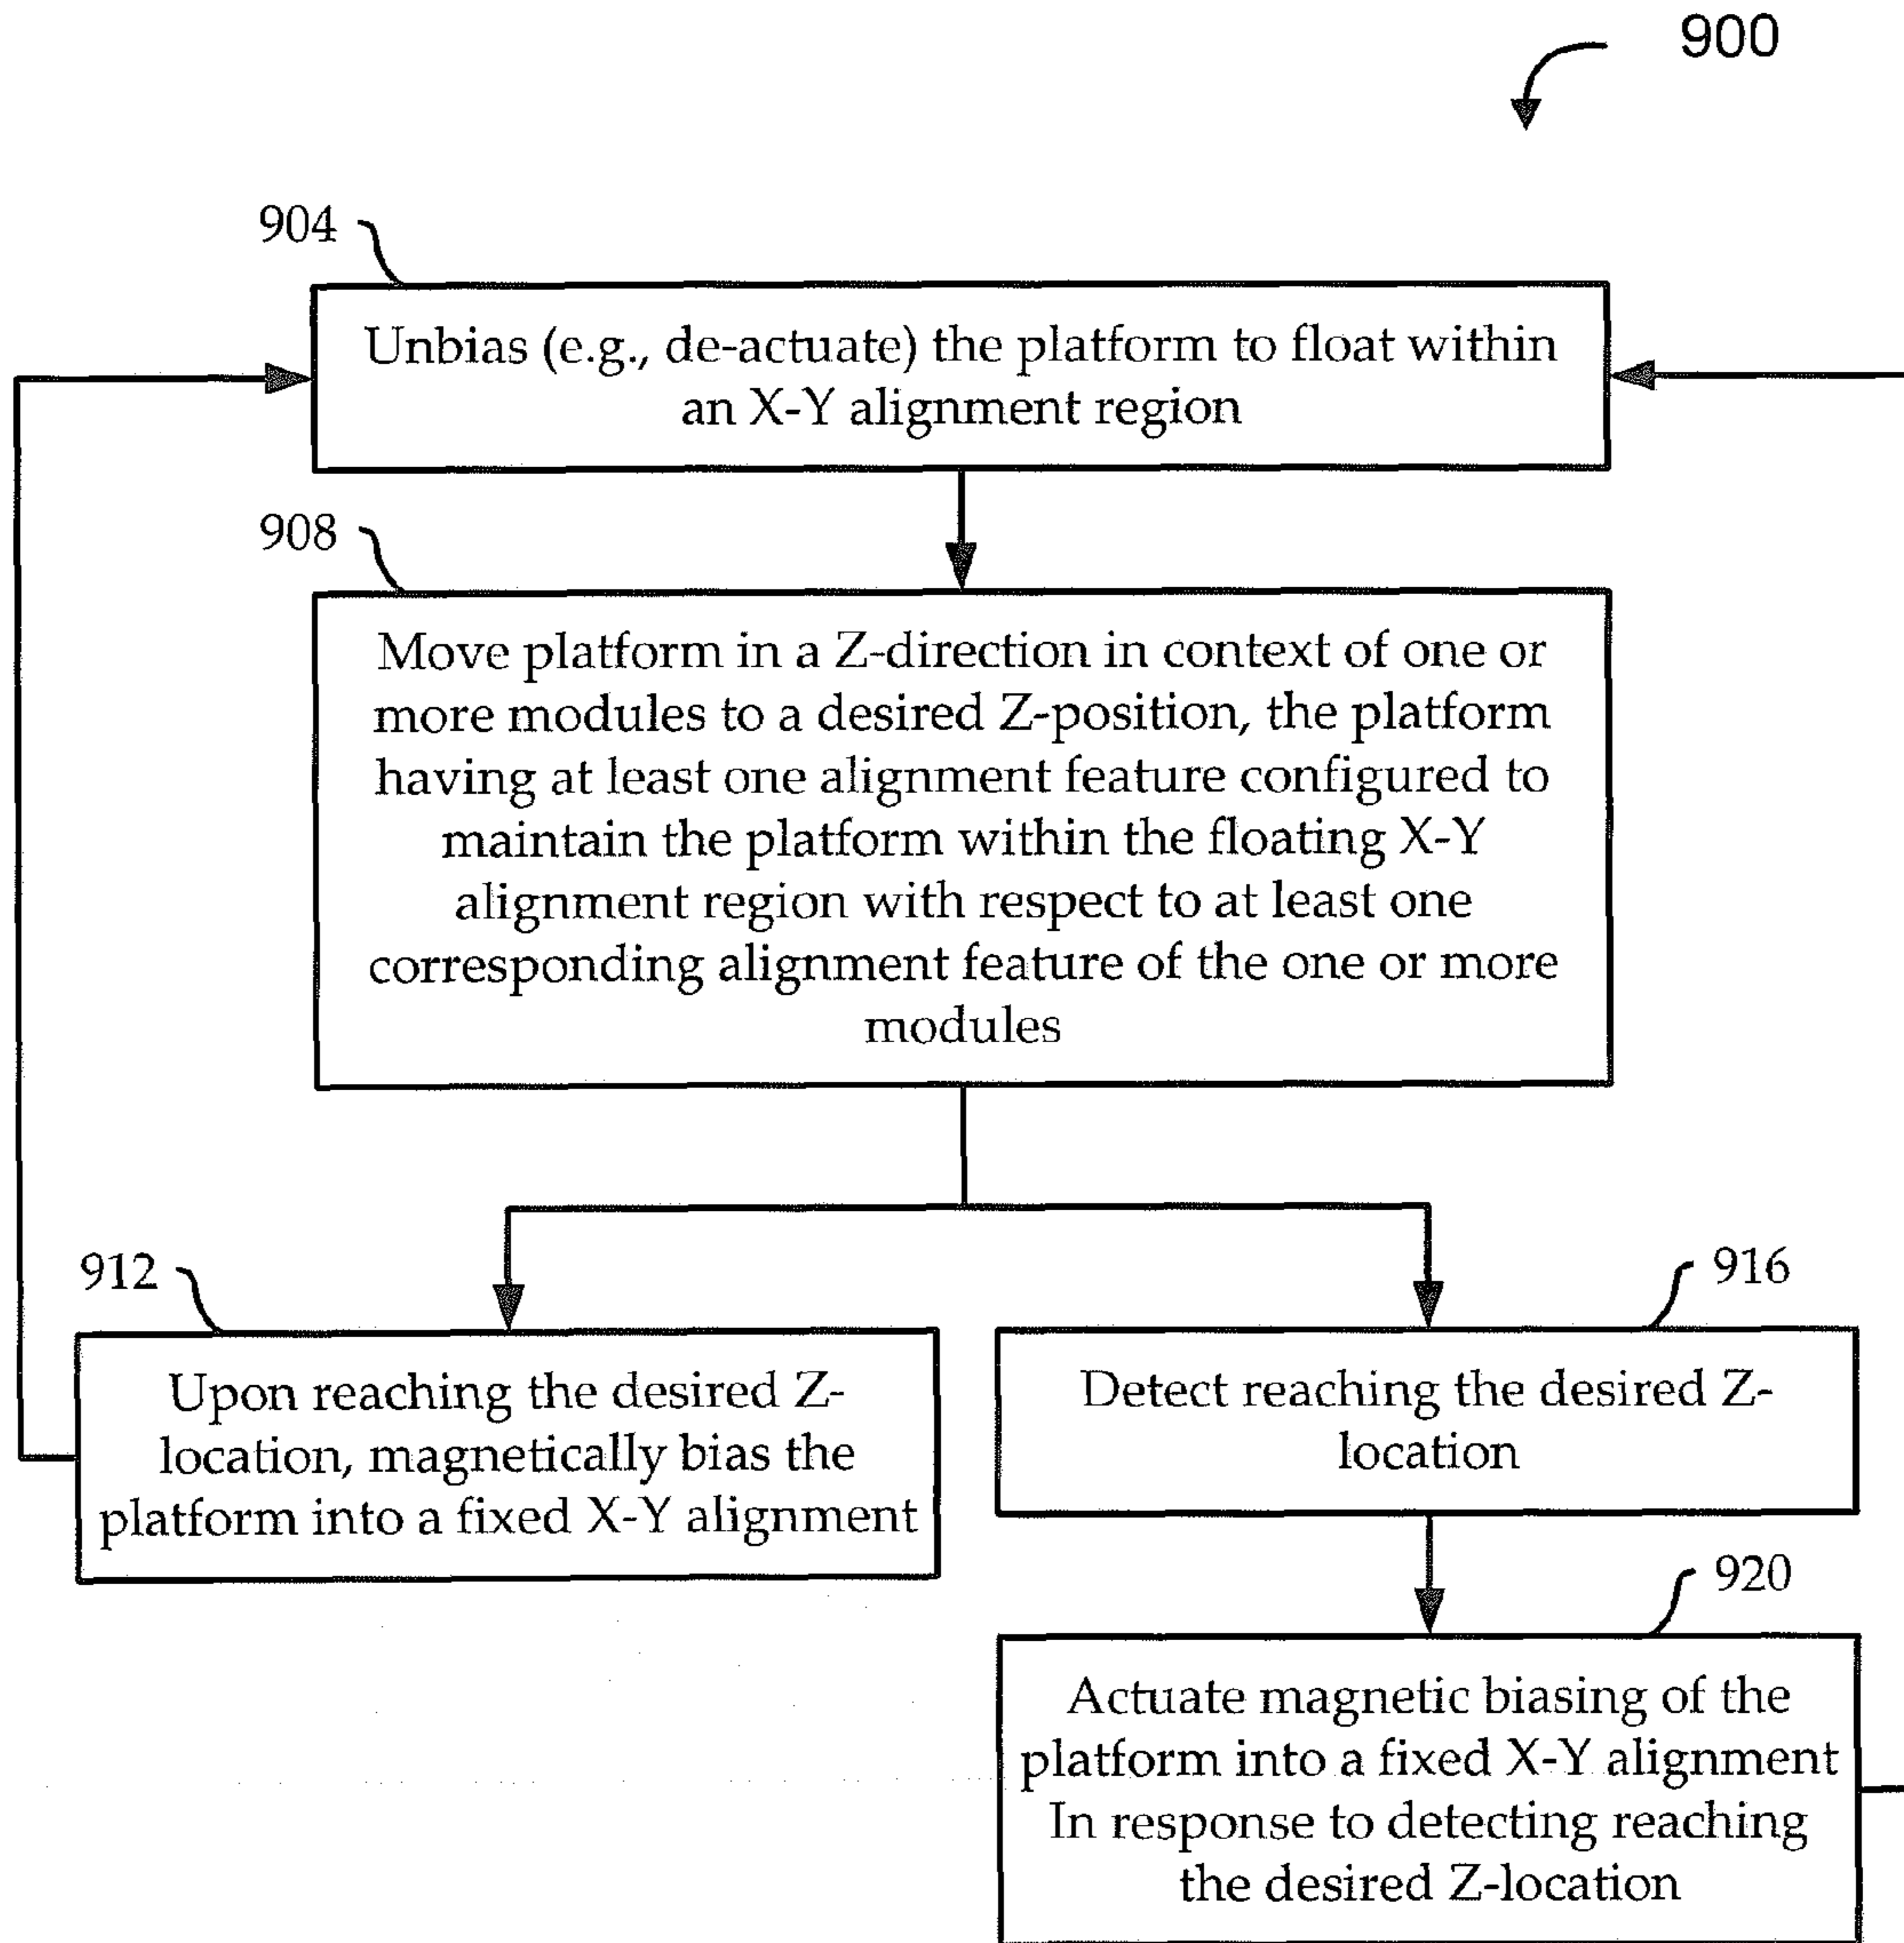 900
904
Unbias (e.g., de-actuate) the platform to float within
an X-Y alignment region
908
Move platform in a Z-direction in context of one or
more modules to a desired Z-position, the platform
having at least one alignment feature configured to
maintain the platform within the floating X-Y
alignment region with respect to at least one
corresponding alignment feature of the one or more
modules
912
Upon reaching the desired Z-
location, magnetically bias the
platform into a fixed X-Y alignment
916
Detect reaching the desired Z-
location
920
Actuate magnetic biasing of the
platform into a fixed X-Y alignment
In response to detecting reaching
the desired Z-location